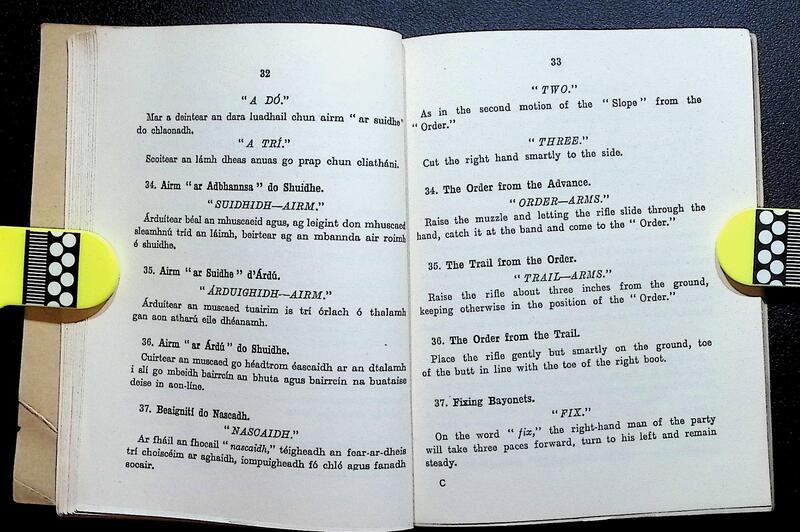 32
"A DÓ."
Mar a deintear an dara luadhail chun airm "ar suidhe"
do chlaonadh.
"A TRÍ."
Scoitear an lámh dheas anuas go prap chun cliatháni.
34. Airm "ar Adbhannsa" do Shuidhe.
"SUIDHIDH—AIRM."
Árduítear béal an mhuscaeid agus, ag leigint don mhuscaed
sleamhnú tríd an láimh, beirtear ag an mbannda air roimh
é shuidhe.
35. Airm "ar Suidhe" d'Árdú.
"ÁRDUIGHIDH—AIRM."
Árduítear an muscaed tuairim is trí órlach ó thalamh
gan aon atharú eile dhéanamh.
36. Airm "ar Árdú" do Shuidhe.
Cuirtear an muscaed go héadtrom éascaidh ar an dtalamh
i slí go mbeidh bairrcín an bhuta agus bairrcín na buataise
deise in aon-líne.
37. Beaignití do Nascadh.
"NASCAIDH."
Ar fháil an fhocail "nascaidh," téigheadh an fear-ar-dheis
trí choiscéim ar aghaidh, iompuigheadh fó chlé agus fanadh
socair.
33
"TWO."
As in the second motion of the "Slope" from the
"Order."
"THREE."
Cut the right hand smartly to the side.
34. The Order from the Advance.
"ORDER—ARMS."
Raise the muzzle and letting the rifle slide through the
hand, catch it at the band and come to the "Order."
35. The Trail from the Order.
"TRAIL—ARMS."
Raise the rifle about three inches from the ground,
keeping otherwise in the position of the "Order."
36. The Order from the Trail.
Place the rifle gently but smartly on the ground, toe
of the butt in line with the toe of the right boot.
37. Fixing Bayonets.
"FIX."
On the word "fix," the right-hand man of the party
will take three paces forward, turn to his left and remain
steady.
C